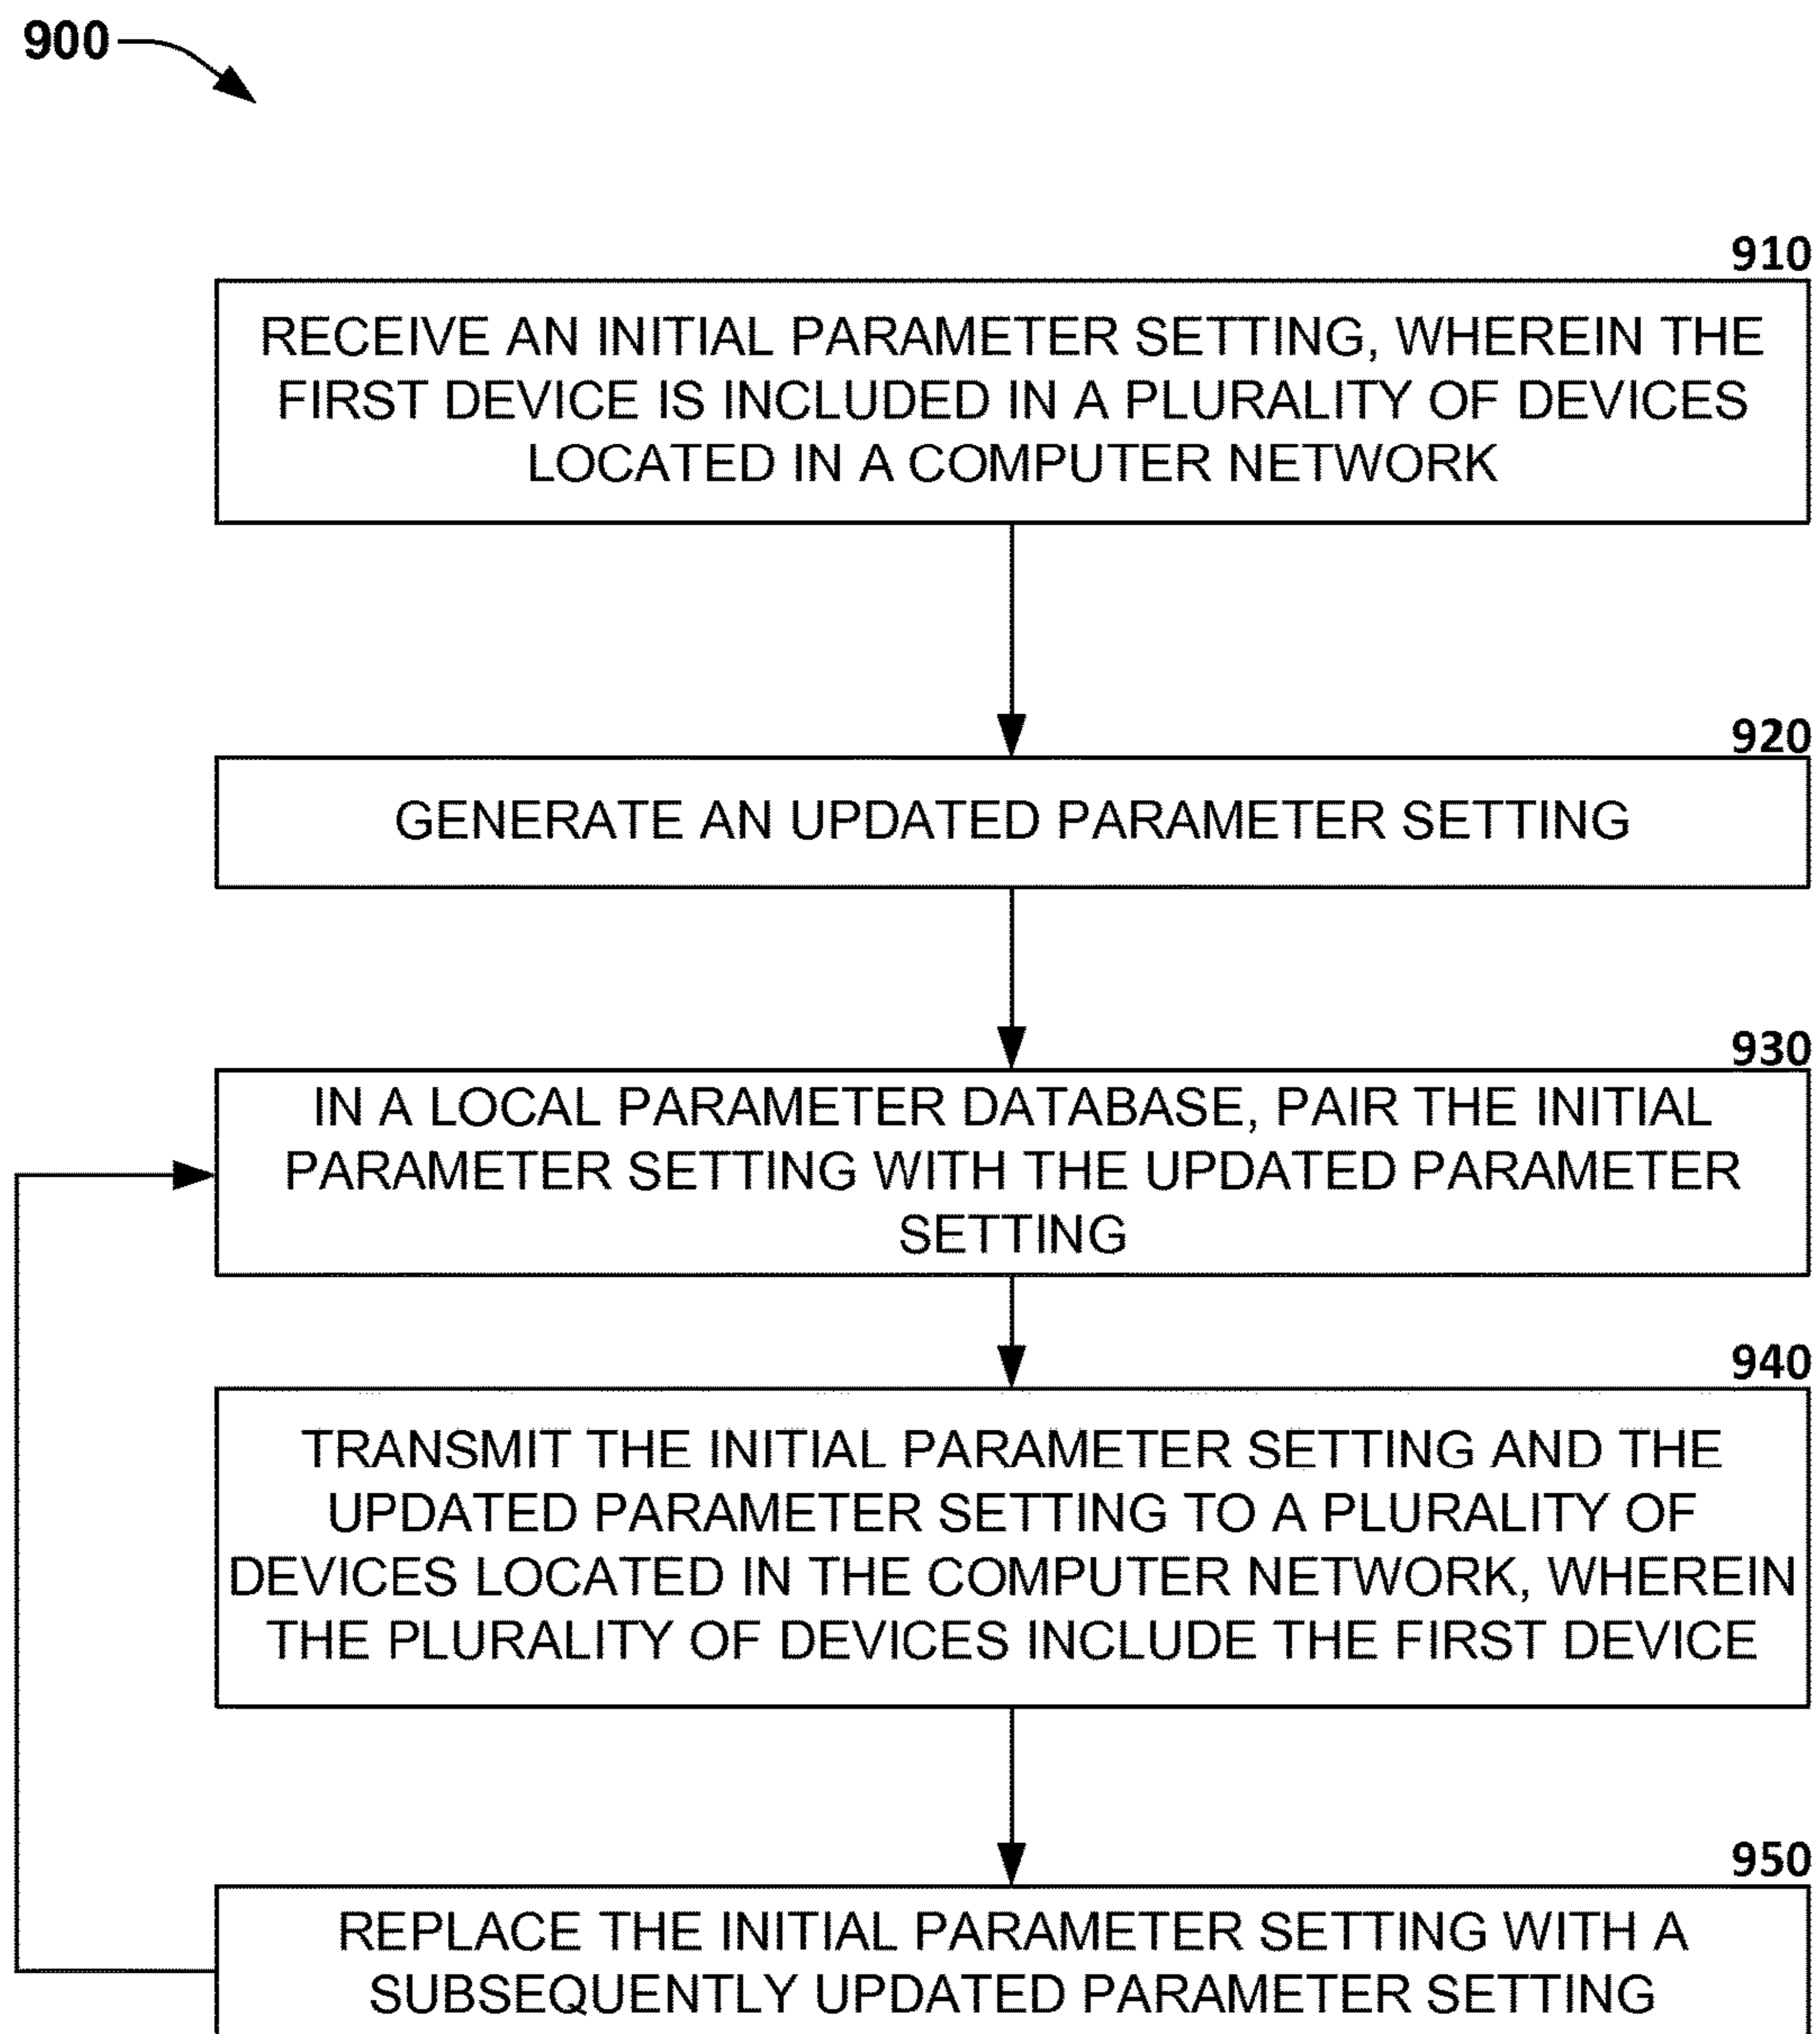 900
910
RECEIVE AN INITIAL PARAMETER SETTING, WHEREIN THE
FIRST DEVICE IS INCLUDED IN A PLURALITY OF DEVICES
LOCATED IN A COMPUTER NETWORK
920
GENERATE AN UPDATED PARAMETER SETTING
930
IN A LOCAL PARAMETER DATABASE, PAIR THE INITIAL
PARAMETER SETTING WITH THE UPDATED PARAMETER
SETTING
940
TRANSMIT THE INITIAL PARAMETER SETTING AND THE
UPDATED PARAMETER SETTING TO A PLURALITY OF
DEVICES LOCATED IN THE COMPUTER NETWORK, WHEREIN
THE PLURALITY OF DEVICES INCLUDE THE FIRST DEVICE
950
REPLACE THE INITIAL PARAMETER SETTING WITH A
SUBSEQUENTLY UPDATED PARAMETER SETTING